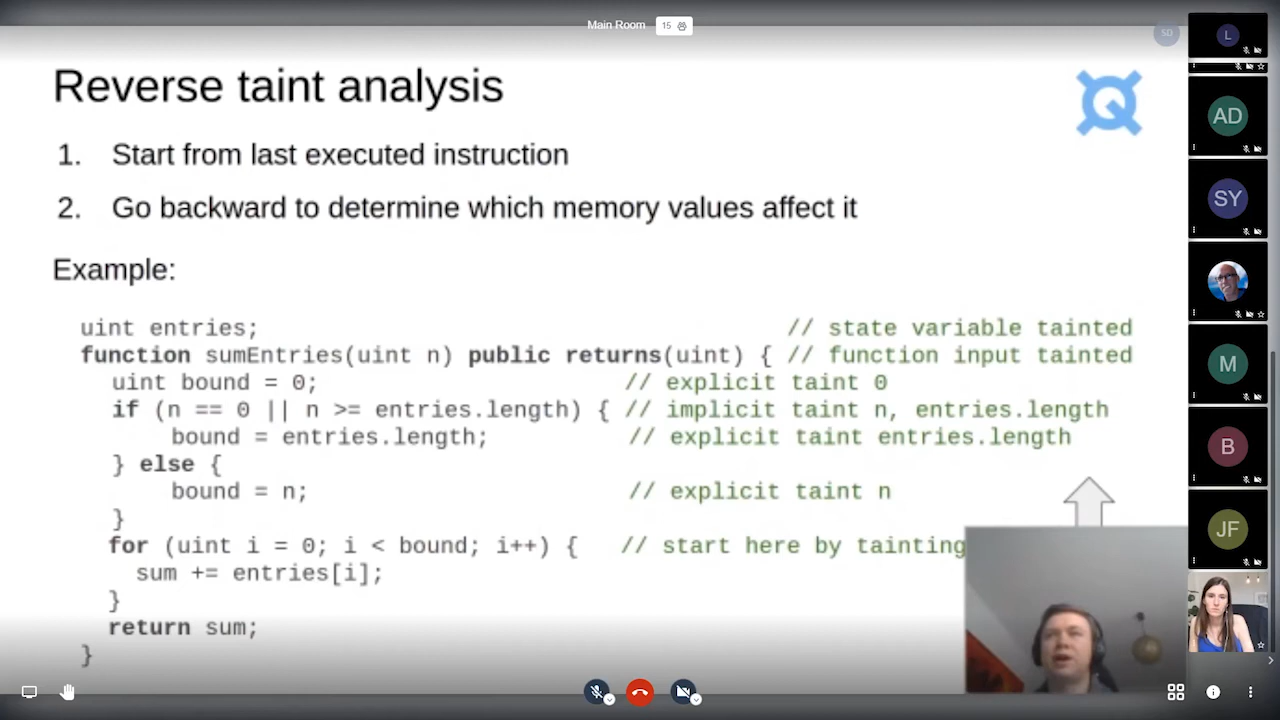 Main Room 15
SD
L
Reverse taint analysis
1. Start from last executed instruction
2. Go backward to determine which memory values affect it
Example:
uint entries; // state variable tainted
function sumEntries(uint n) public returns(uint) { // function input tainted
uint bound = 0; // explicit taint 0
if (n == 0 || n >= entries.length) { // implicit taint n, entries.length
bound = entries.length; // explicit taint entries.length
} else {
bound = n; // explicit taint n
}
for (uint i = 0; i < bound; i++) { // start here by tainting
sum += entries[i];
}
return sum;
}
AD
SY
M
B
JF